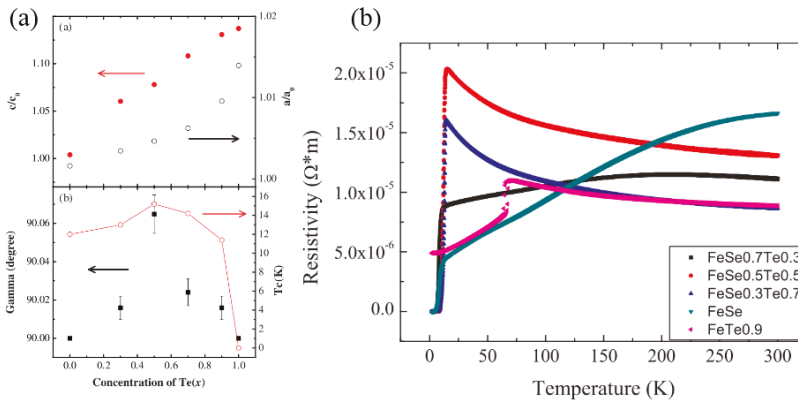 (a)
(a)
1.02
1.10
1.05
1.00
c/c0
1.01
1.00
a/a0
(b)
90.06
90.04
90.02
90.00
Gamma (degree)
16
14
12
10
8
6
4
2
0
Tc(K)
0.0 0.2 0.4 0.6 0.8 1.0
Concentration of Te(x)
(b)
2.0x10-5
1.5x10-5
1.0x10-5
5.0x10-6
0.0
Resistivity (Ω*m)
FeSe0.7Te0.3
FeSe0.5Te0.5
FeSe0.3Te0.7
FeSe
FeTe0.9
0 50 100 150 200 250 300
Temperature (K)